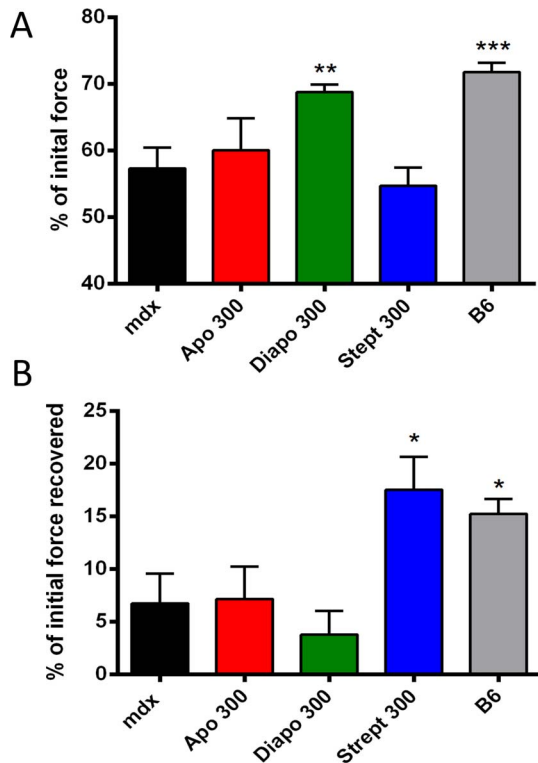 A
% of inital force
80
70
60
50
40
**
***
mdx
Apo 300
Diapo 300
Stept 300
B6
B
% of initial force recovered
25
20
15
10
5
0
*
*
mdx
Apo 300
Diapo 300
Strept 300
B6